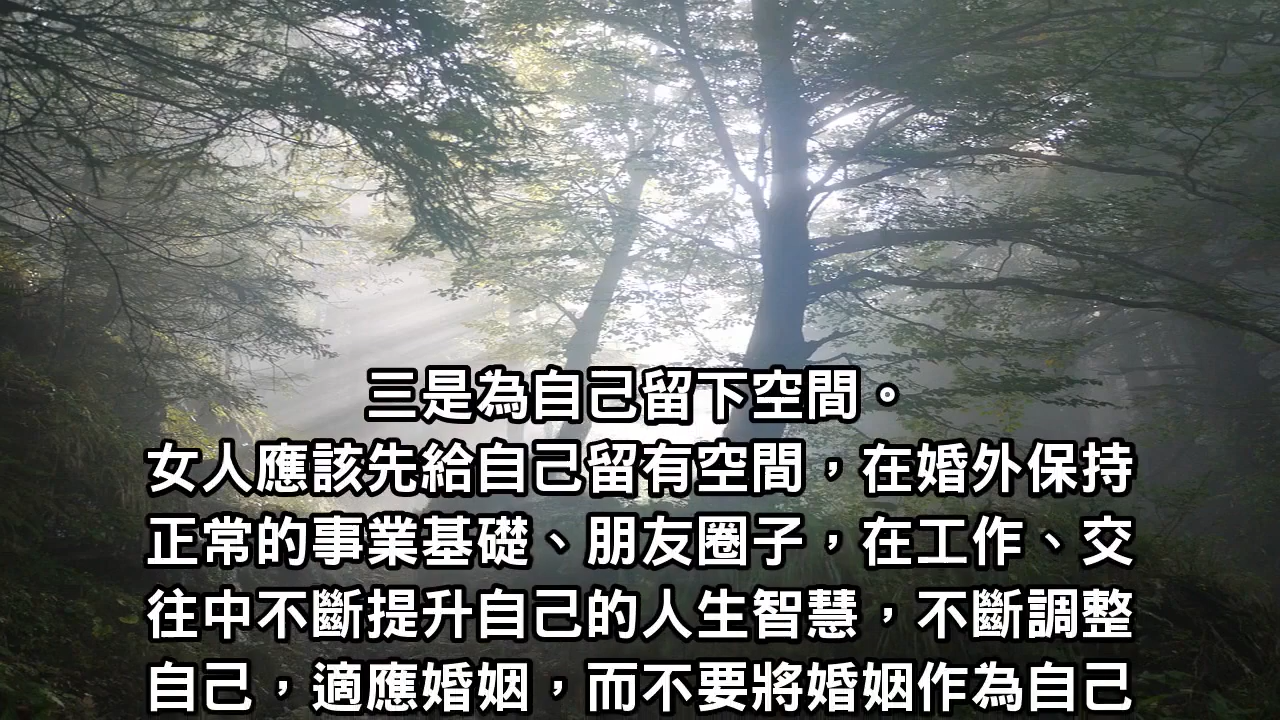 三是為自己留下空間。
女人應該先給自己留有空間，在婚外保持
正常的事業基礎、朋友圈子，在工作、交
往中不斷提升自己的人生智慧，不斷調整
自己，適應婚姻，而不要將婚姻作為自己